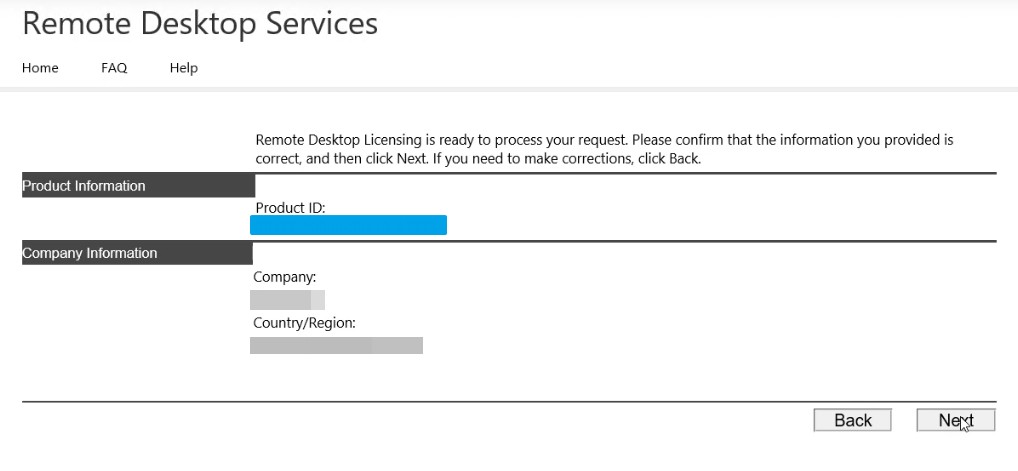 Remote Desktop Services
Home FAQ Help
Remote Desktop Licensing is ready to process your request. Please confirm that the information you provided is
correct, and then click Next. If you need to make corrections, click Back.
Product Information
Product ID:
Company Information
Company:
Country/Region:
Back Next